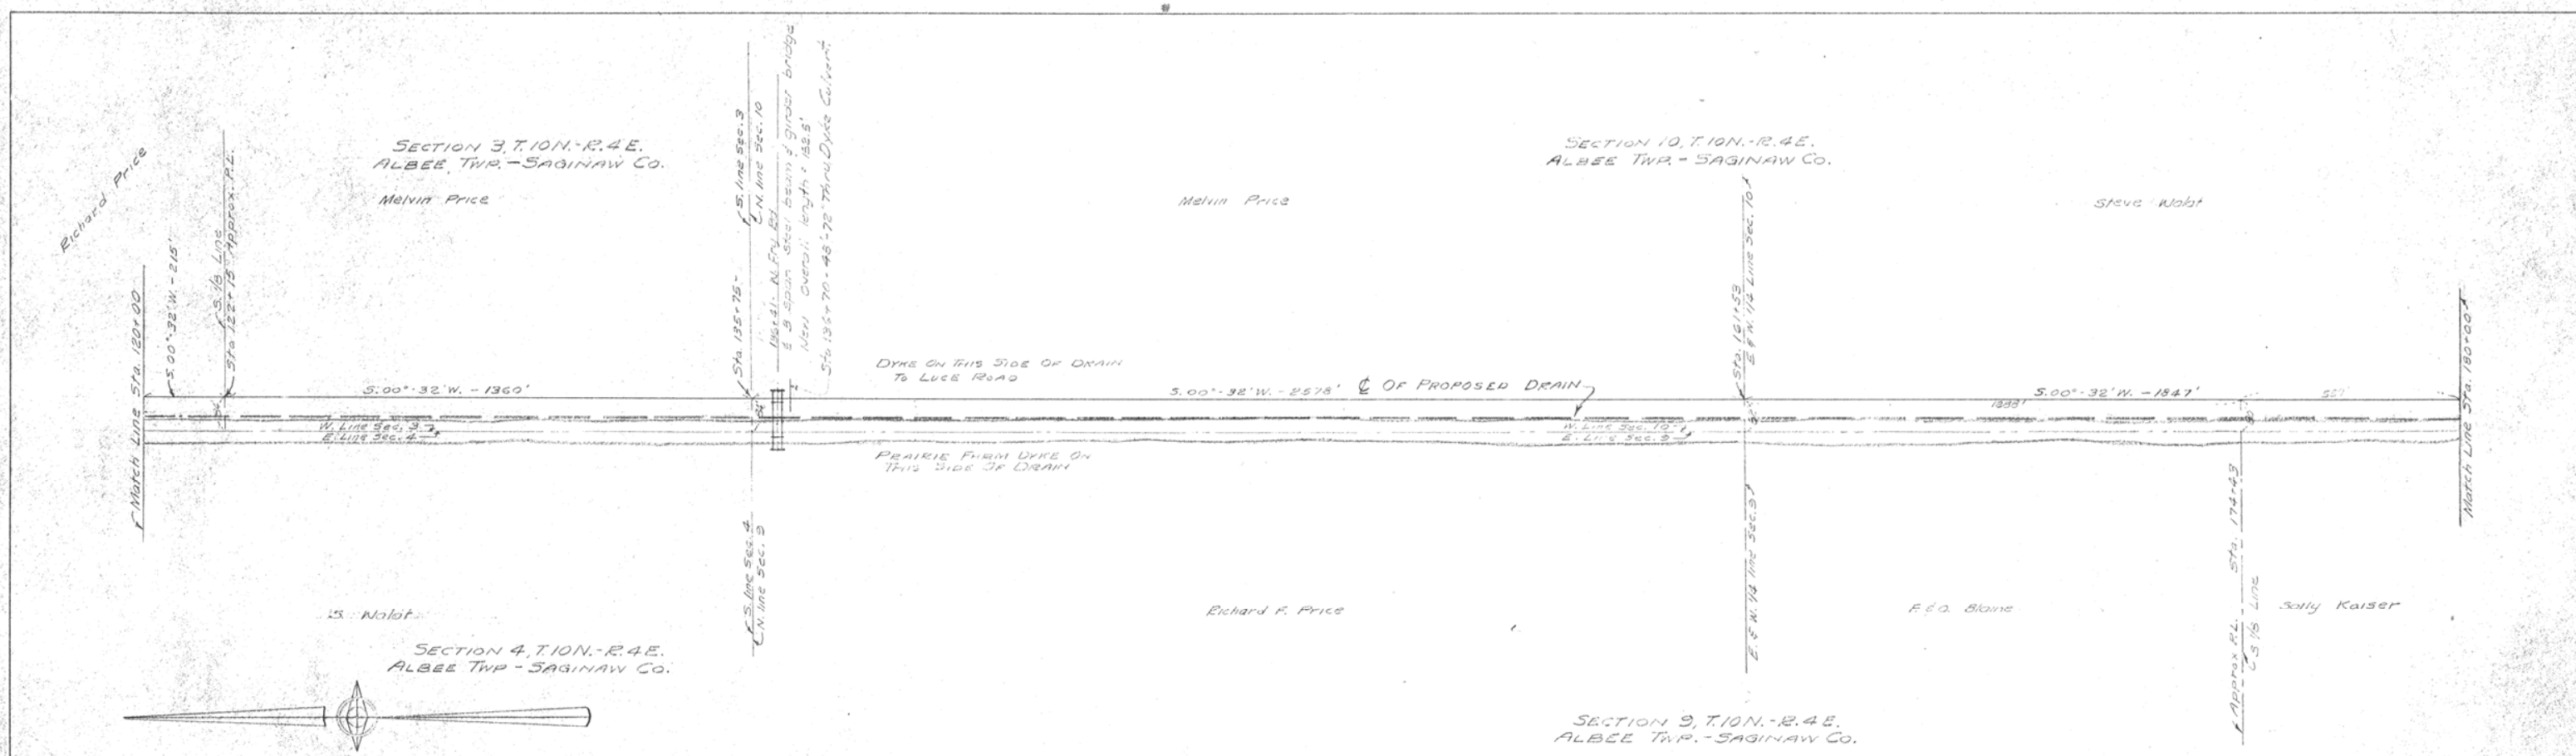 Richard Price
Match Line Sta. 120+00
S.00°-32'W. - 215'
S. 1/8 Line
Sta. 122+15 Approx. P.L.
SECTION 3, T.10N.-R.4E.
ALBEE, TWP. - SAGINAW CO.
Melvin Price
S.00°-32'W. - 1360'
W. Line Sec. 3
E. Line Sec. 4
S. Walat
SECTION 4, T.10N.-R.4E.
ALBEE TWP - SAGINAW CO.
S. line Sec. 3
N. line Sec. 10
Sta. 135+75-
Fry Rd
3 Span Steel beam & girder bridge
Overall length = 132.5'
Sta 136+70-48"-72' Thru Dyke Culvert
S. line Sec. 4
N. line Sec. 9
DYKE ON THIS SIDE OF DRAIN
TO LUCE ROAD
PRAIRIE FARM DYKE ON
THIS SIDE OF DRAIN
Melvin Price
S.00°-32'W. - 2578'
℄ OF PROPOSED DRAIN
Richard F. Price
SECTION 10, T.10N.-R.4E.
ALBEE TWP. - SAGINAW CO.
Sta. 161+53
E & W. 1/4 Line Sec. 10
W. Line Sec. 10
E. Line Sec. 9
E. & W. 1/4 line Sec. 9
SECTION 9, T.10N.-R.4E.
ALBEE TWP. - SAGINAW CO.
Steve Walat
S.00°-32'W. - 1847'
F. & O. Blaine
Approx P.L. Sta. 174+43
S 1/8 Line
Sally Kaiser
Match Line Sta. 180+00